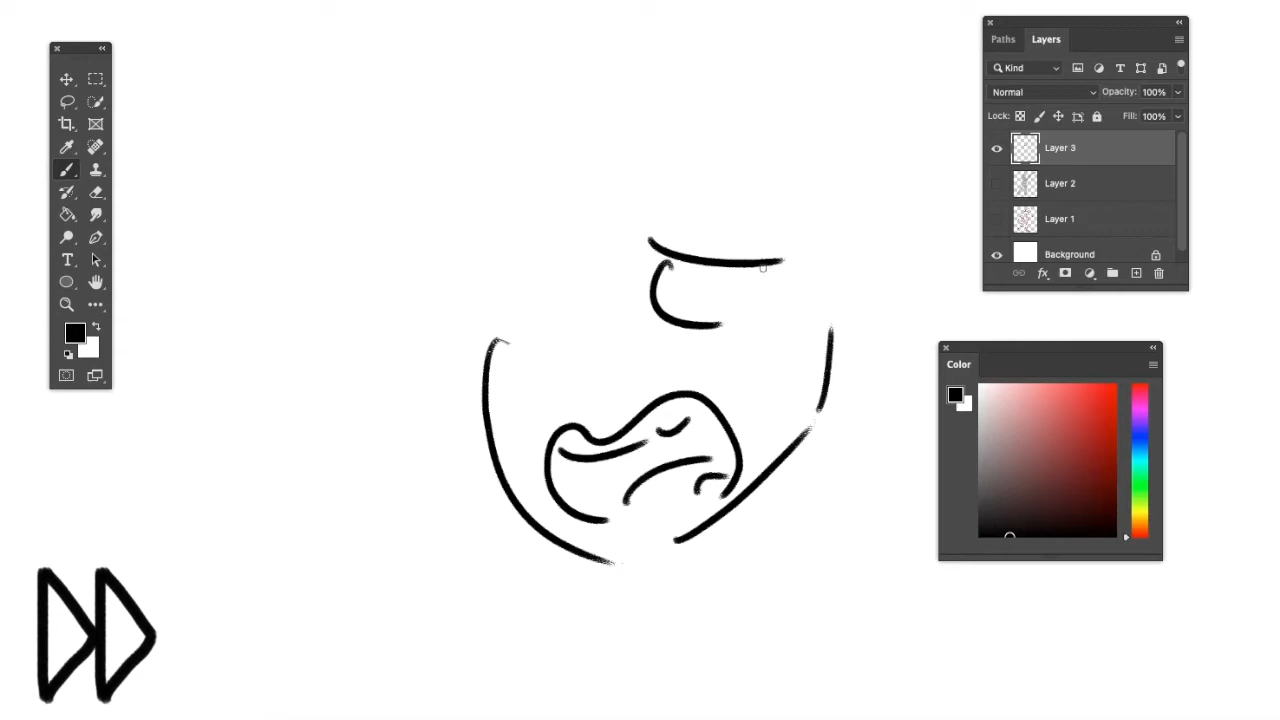 Paths Layers
Kind
Normal Opacity: 100%
Lock: Fill: 100%
Layer 3
Layer 2
Layer 1
Background
Color